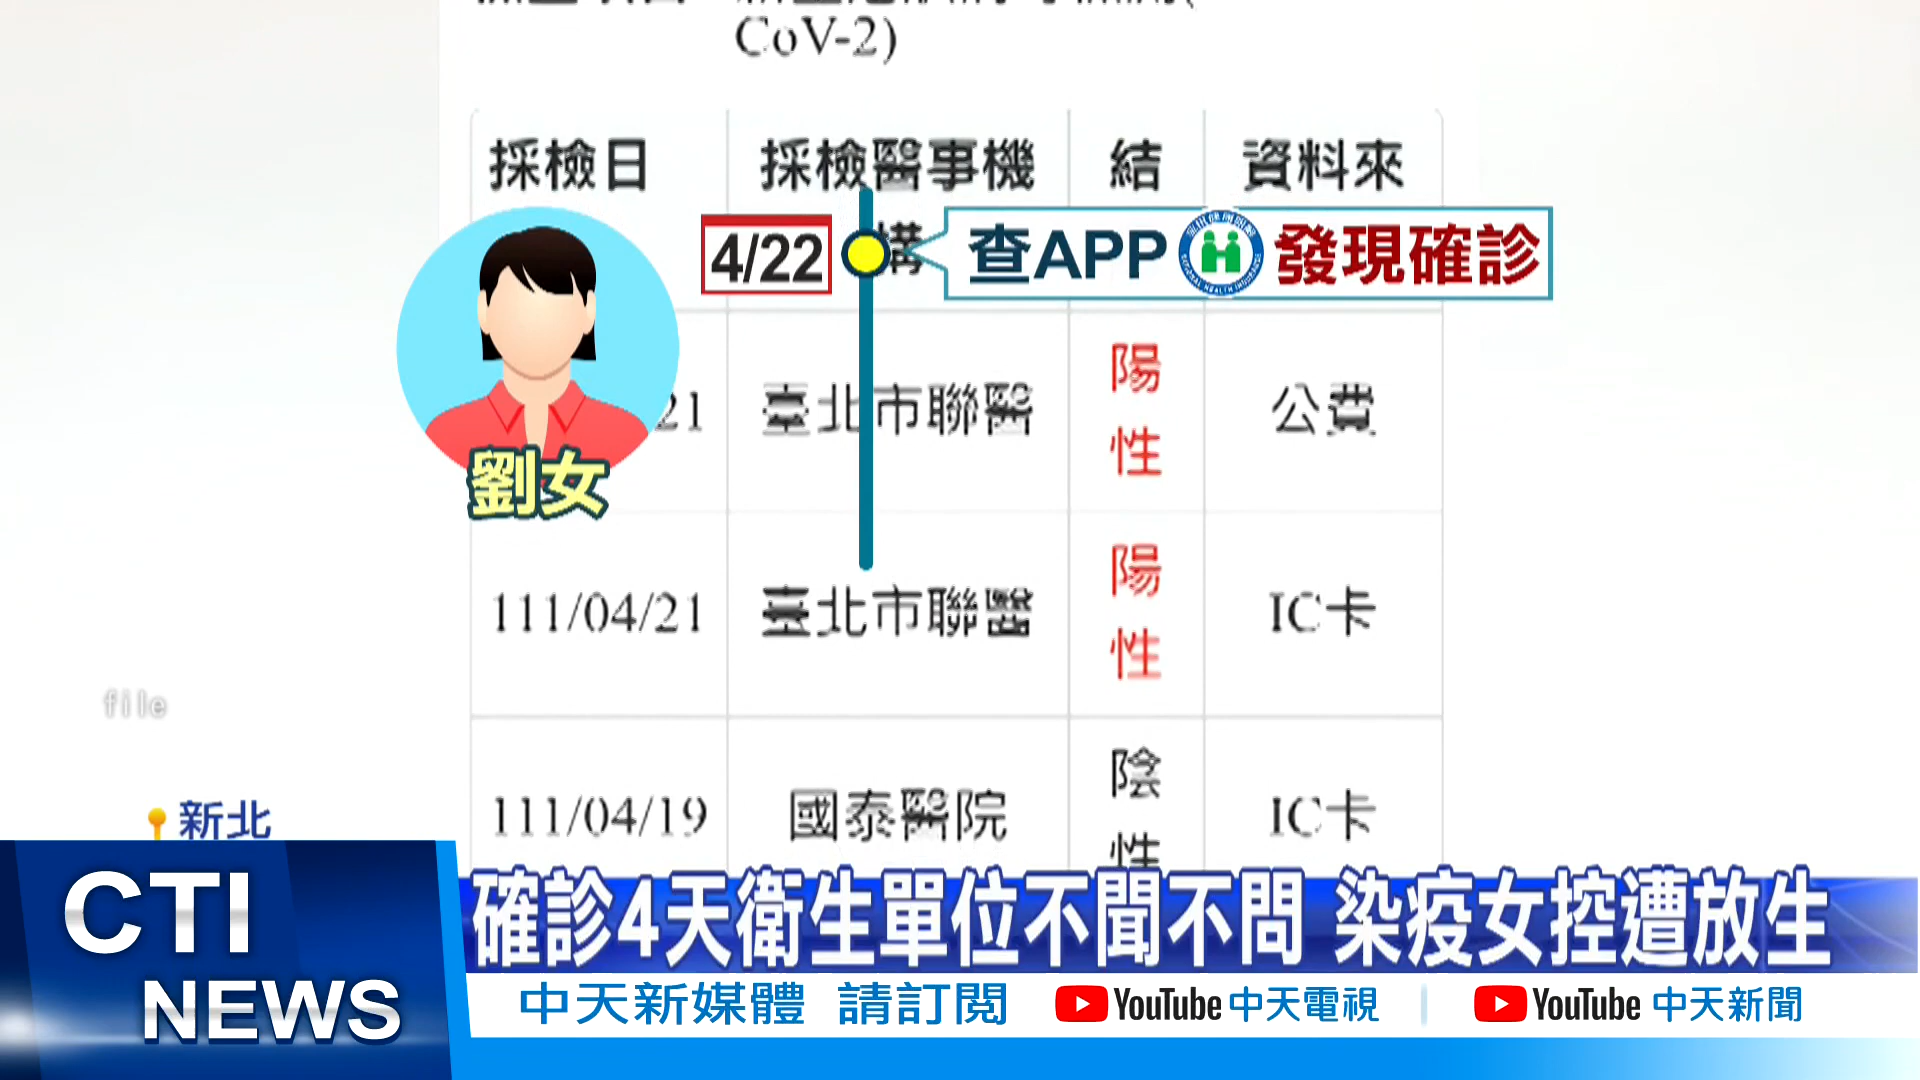 CoV-2)
採檢日 採檢醫事機構 結 資料來
4/22 查APP 發現確診
21 臺北市聯醫 陽性 公費
劉女
111/04/21 臺北市聯醫 陽性 IC卡
file
111/04/19 國泰醫院 陰性 IC卡
新北
CTI NEWS
確診4天衛生單位不聞不問 染疫女控遭放生
中天新媒體 請訂閱 YouTube 中天電視 YouTube 中天新聞